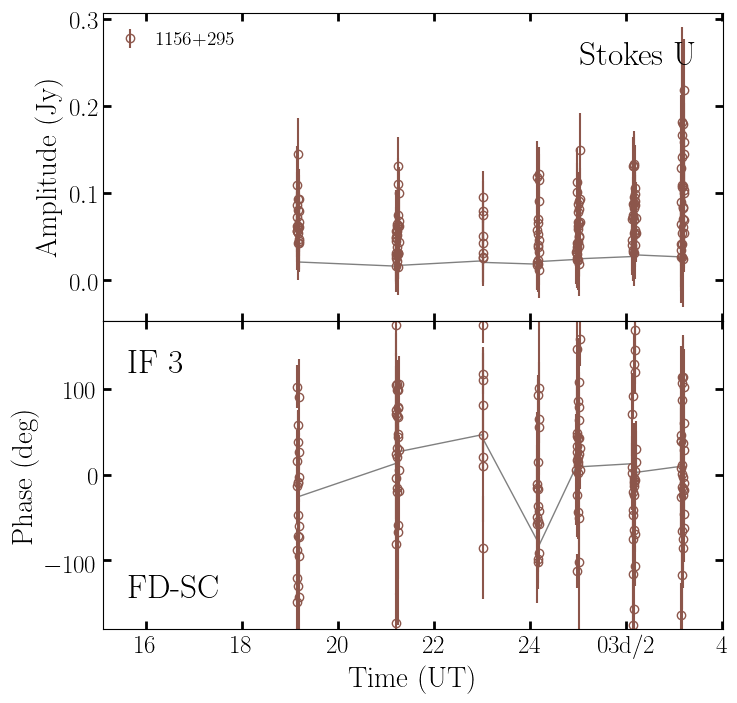 1156+295
Stokes U
0.3
0.2
0.1
0.0
Amplitude (Jy)
IF 3
100
0
−100
Phase (deg)
FD-SC
16 18 20 22 24 03d/2 4
Time (UT)